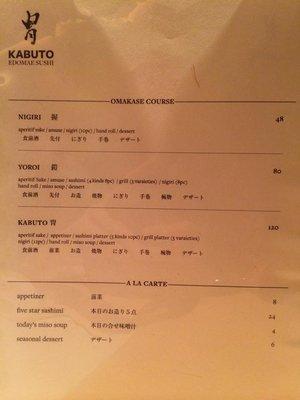 冑
KABUTO
EDOMAE SUSHI
OMAKASE COURSE
NIGIRI 握 48
aperitif sake / amuse / nigiri (10pc) / hand roll / dessert
食前酒 先付 にぎり 手巻 デザート
YOROI 鎧 80
aperitif Sake / amuse / sashimi (4 kinds 8pc) / grill (3 varaieties) / nigiri (8pc)
hand roll / miso soup / dessert
食前酒 先付 お造 焼物 にぎり 手巻 椀物 デザート
KABUTO 冑 120
aperitif sake / appetizer / sashimi platter (5 kinds 10pc) / grill platter (3 varaieties)
nigiri (12pc) / hand roll / miso soup / dessert
食前酒 前菜 お造 焼物 にぎり 手巻 椀物 デザート
A LA CARTE
appetizer 前菜 8
five star sashimi 本日のお造り5点 24
today's miso soup 本日の合せ味噌汁 4
seasonal dessert デザート 6